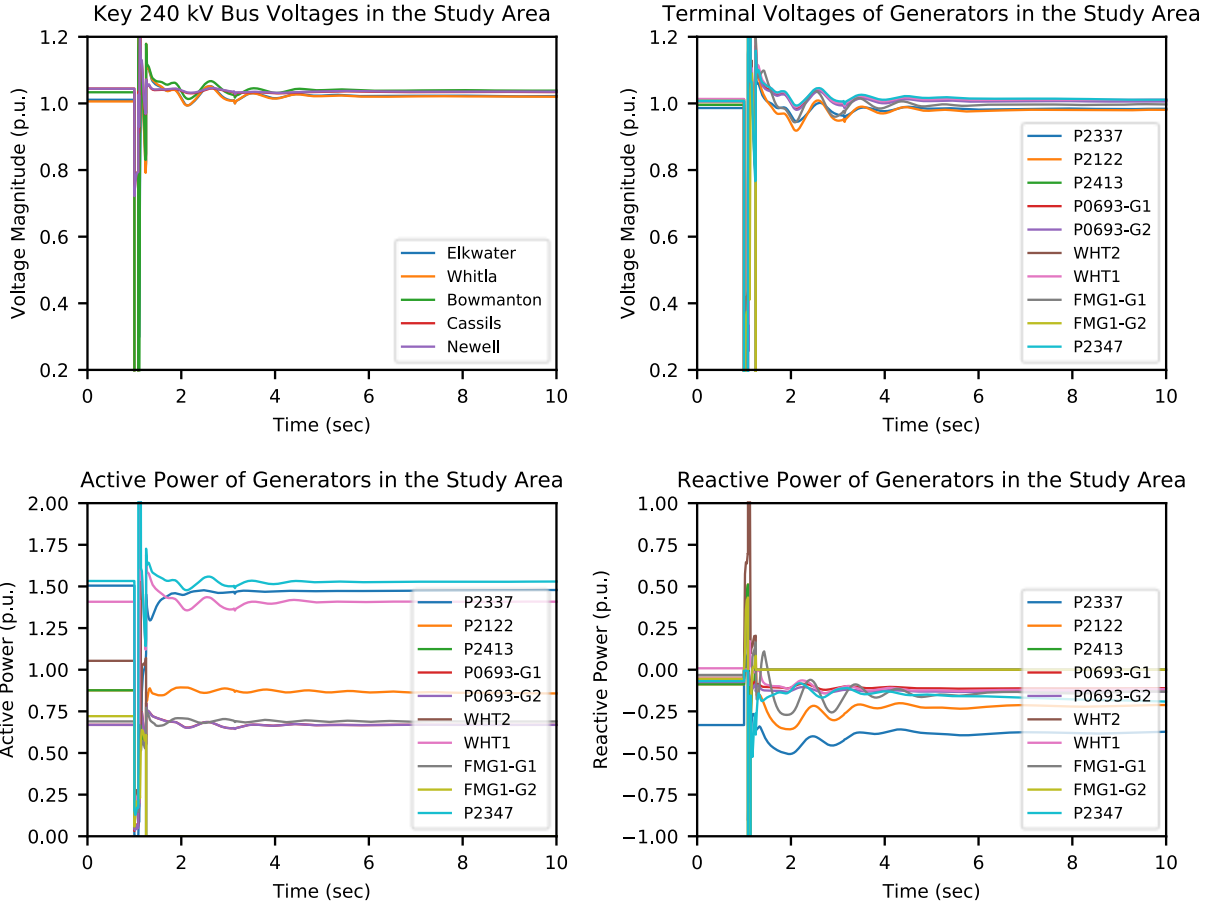 Key 240 kV Bus Voltages in the Study Area
1.2
1.0
0.8
0.6
0.4
0.2
Voltage Magnitude (p.u.)
Elkwater
Whitla
Bowmanton
Cassils
Newell
0 2 4 6 8 10
Time (sec)
Terminal Voltages of Generators in the Study Area
1.2
1.0
0.8
0.6
0.4
0.2
Voltage Magnitude (p.u.)
P2337
P2122
P2413
P0693-G1
P0693-G2
WHT2
WHT1
FMG1-G1
FMG1-G2
P2347
0 2 4 6 8 10
Time (sec)
Active Power of Generators in the Study Area
2.00
1.75
1.50
1.25
1.00
0.75
0.50
0.25
0.00
Active Power (p.u.)
P2337
P2122
P2413
P0693-G1
P0693-G2
WHT2
WHT1
FMG1-G1
FMG1-G2
P2347
0 2 4 6 8 10
Time (sec)
Reactive Power of Generators in the Study Area
1.00
0.75
0.50
0.25
0.00
−0.25
−0.50
−0.75
−1.00
Reactive Power (p.u.)
P2337
P2122
P2413
P0693-G1
P0693-G2
WHT2
WHT1
FMG1-G1
FMG1-G2
P2347
0 2 4 6 8 10
Time (sec)